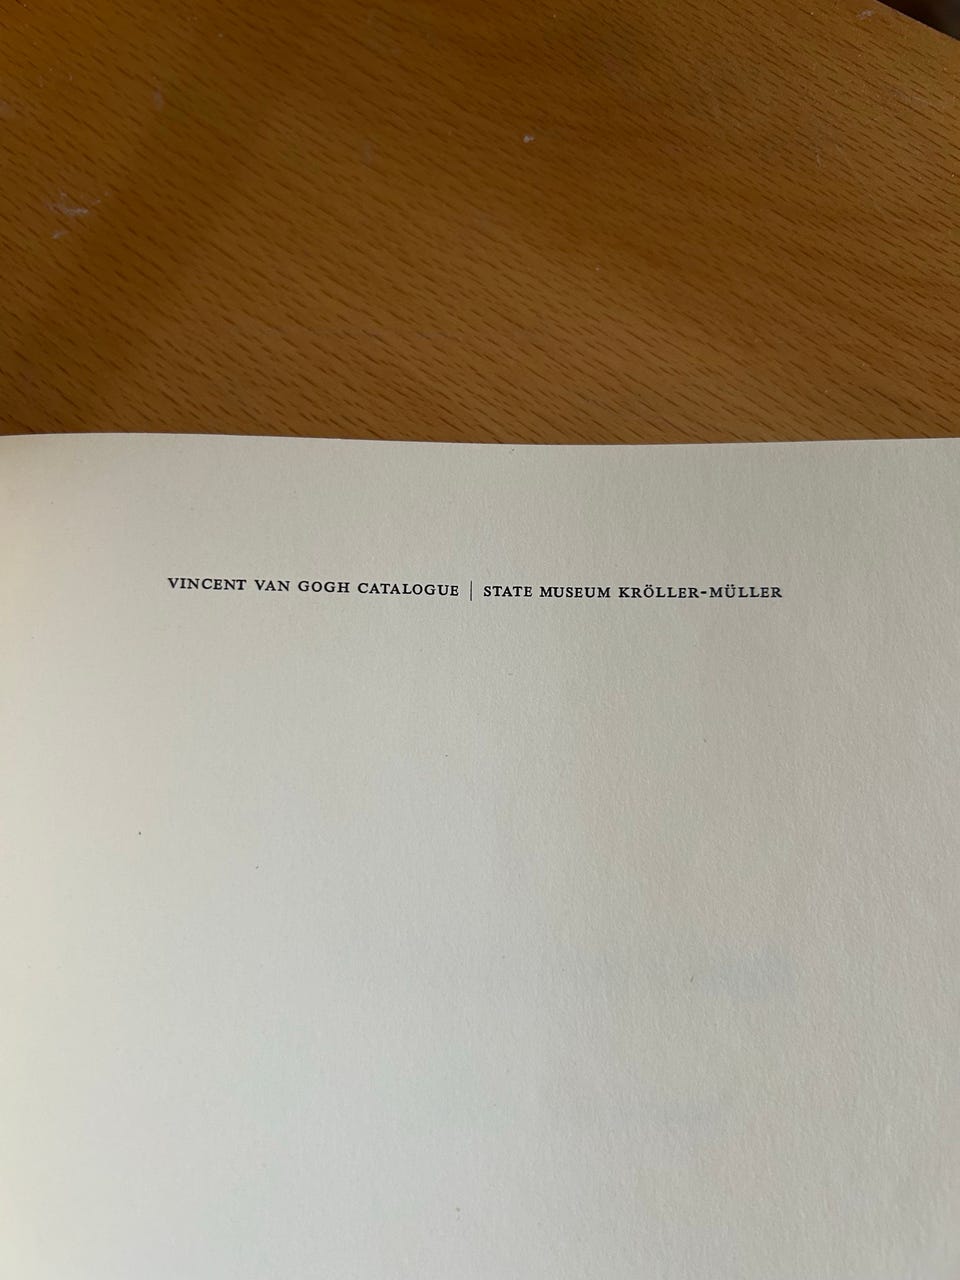 VINCENT VAN GOGH CATALOGUE | STATE MUSEUM KRÖLLER-MÜLLER